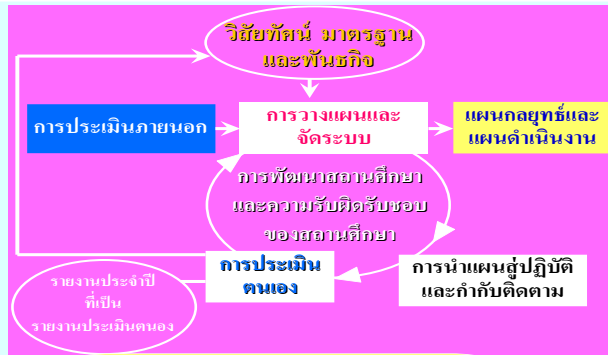 วิสัยทัศน์ มาตรฐาน
และพันธกิจ
การประเมินภายนอก
การวางแผนและ
จัดระบบ
แผนกลยุทธ์และ
แผนดำเนินงาน
การพัฒนาสถานศึกษา
และความรับผิดรับชอบ
ของสถานศึกษา
การประเมิน
ตนเอง
การนำแผนสู่ปฏิบัติ
และกำกับติดตาม
รายงานประจำปี
ที่เป็น
รายงานประเมินตนอง